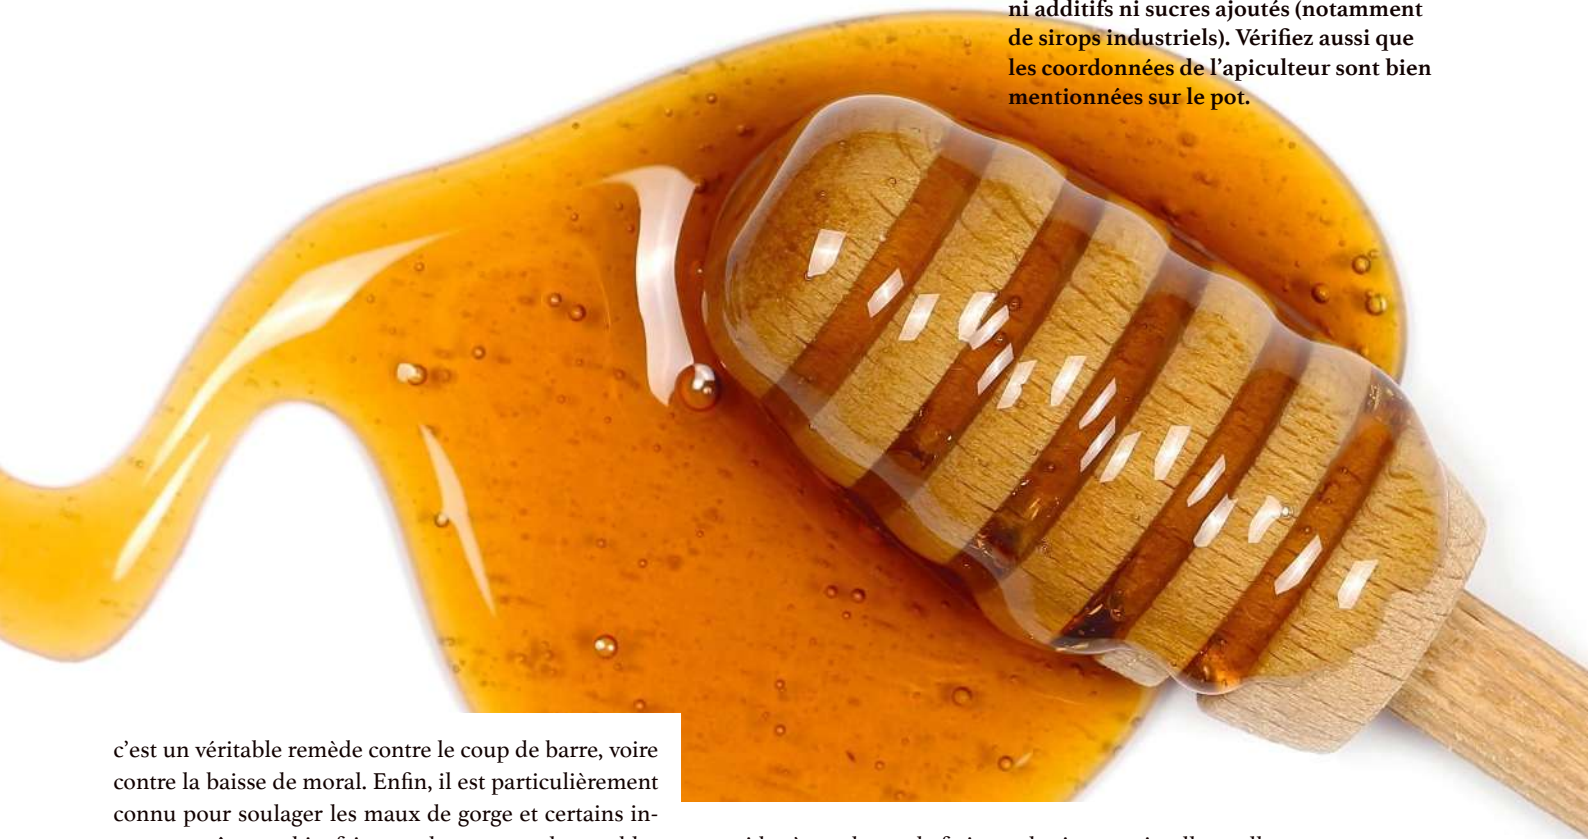 ni additifs ni sucres ajoutés (notamment
de sirops industriels). Vérifiez aussi que
les coordonnées de l’apiculteur sont bien
mentionnées sur le pot.
c’est un véritable remède contre le coup de barre, voire
contre la baisse de moral. Enfin, il est particulièrement
connu pour soulager les maux de gorge et certains in-